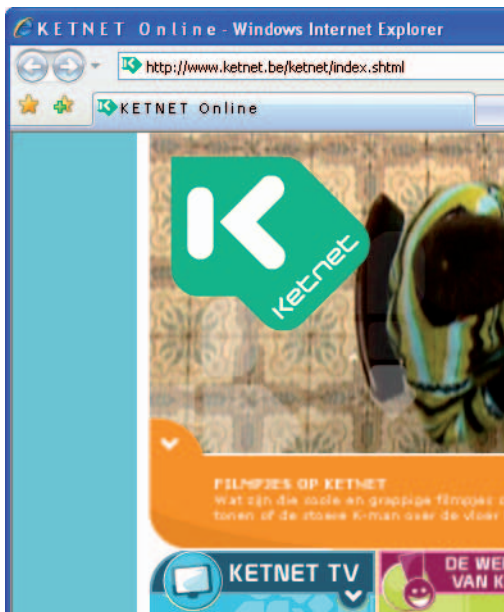 KETNET Online - Windows Internet Explorer
http://www.ketnet.be/ketnet/index.shtml
KETNET Online
K
Ketnet
FILMPJES OP KETNET
Wat zijn die coole en grappige filmpjes
tonen of de stoere K-man over de vloer
KETNET TV
DE WE
VAN K